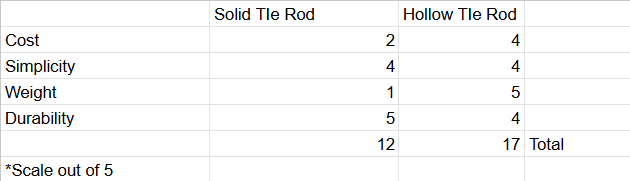 Solid TIe Rod Hollow TIe Rod
Cost 2 4
Simplicity 4 4
Weight 1 5
Durability 5 4
12 17 Total
*Scale out of 5